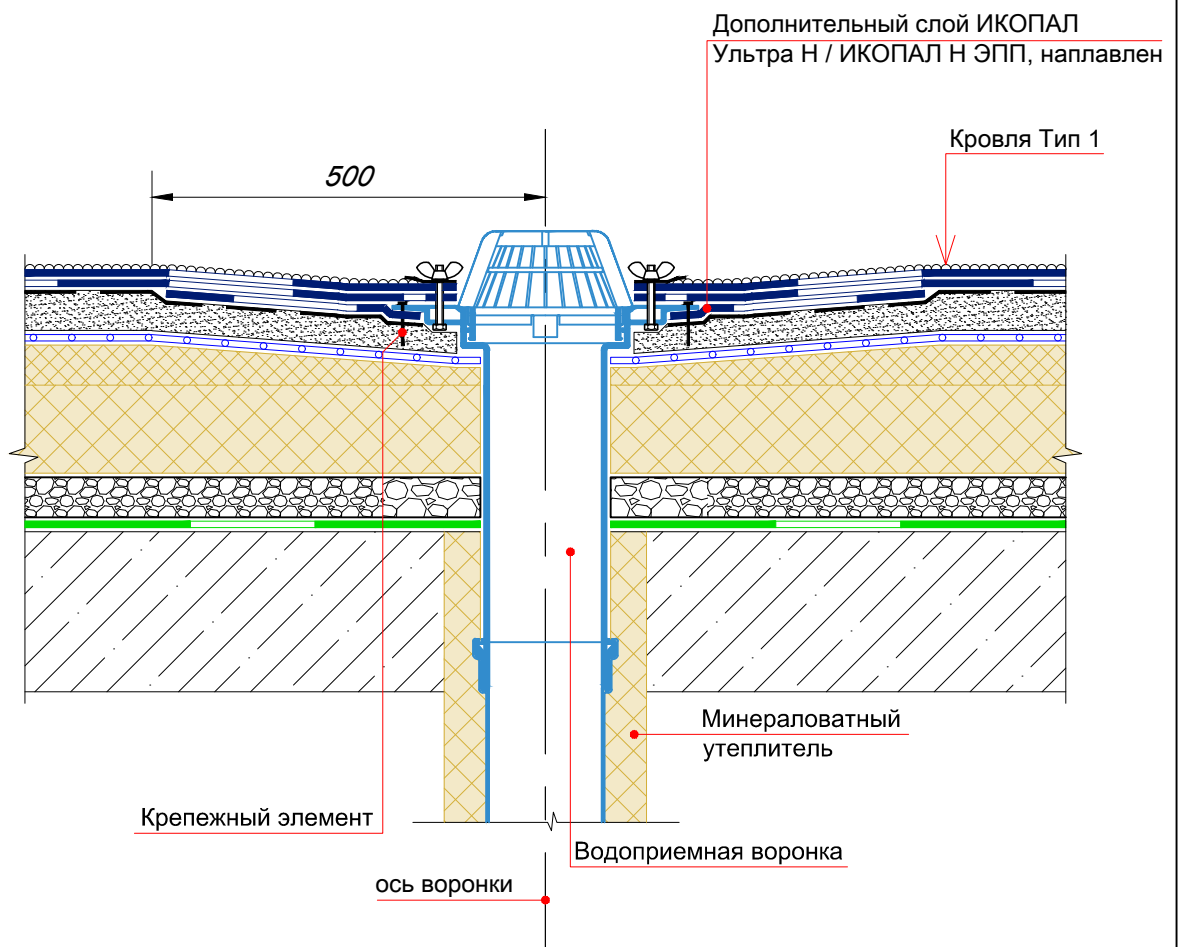 Дополнительный слой ИКОПАЛ
Ультра Н / ИКОПАЛ Н ЭПП, наплавлен
Кровля Тип 1
500
Минераловатный
утеплитель
Крепежный элемент
Водоприемная воронка
ось воронки